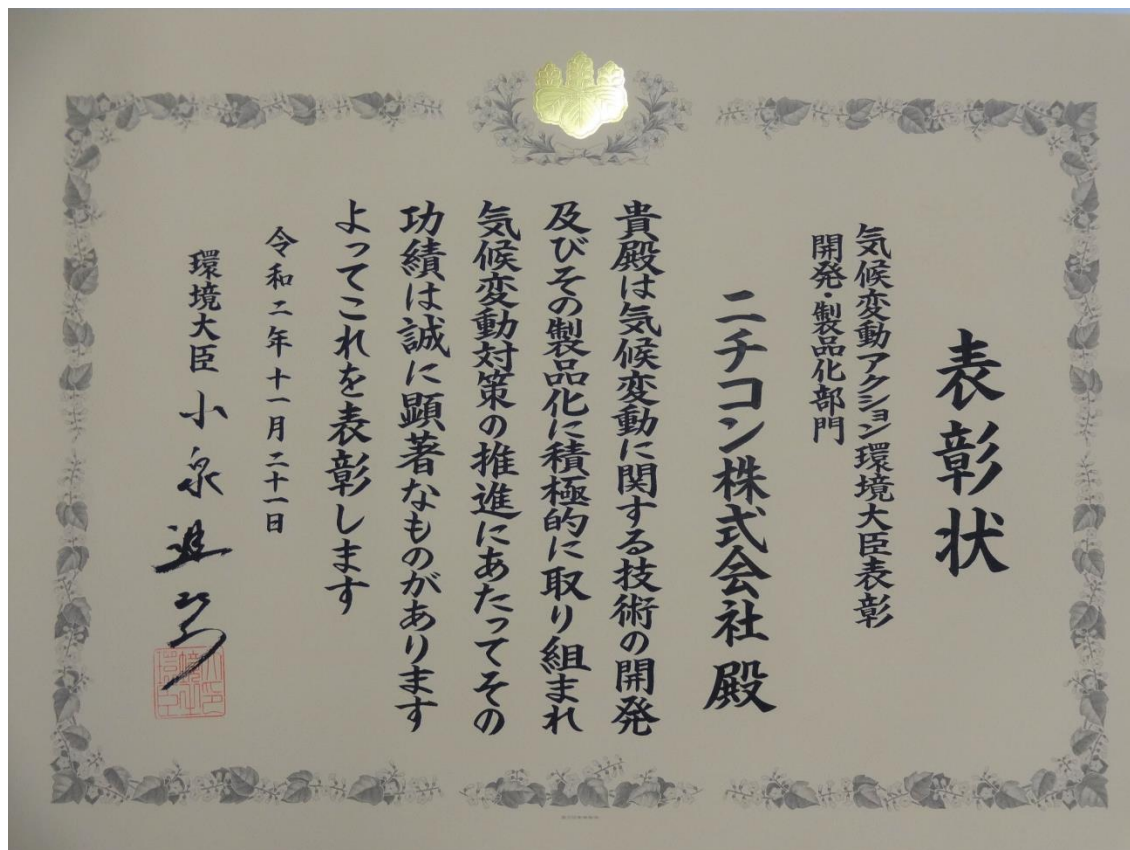 表彰状
気候変動アクション環境大臣表彰
開発・製品化部門
ニチコン株式会社 殿
貴殿は気候変動に関する技術の開発
及びその製品化に積極的に取り組まれ
気候変動対策の推進にあたってその
功績は誠に顕著なものがあります
よってこれを表彰します
令和二年十一月二十一日
環境大臣 小泉進次郎